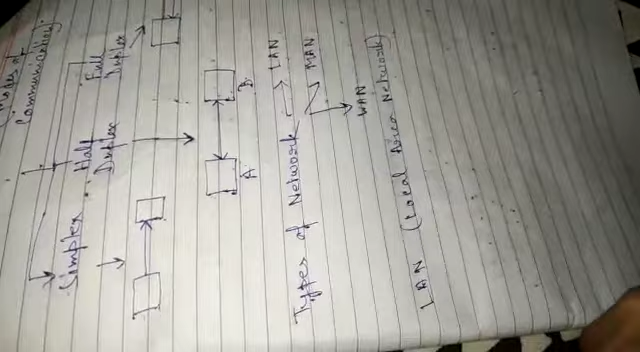 Modes of
Communication
Simplex
Half
Duplex
Full
Duplex
A
B
Types of Network
LAN
MAN
WAN
LAN (Local Area Network)